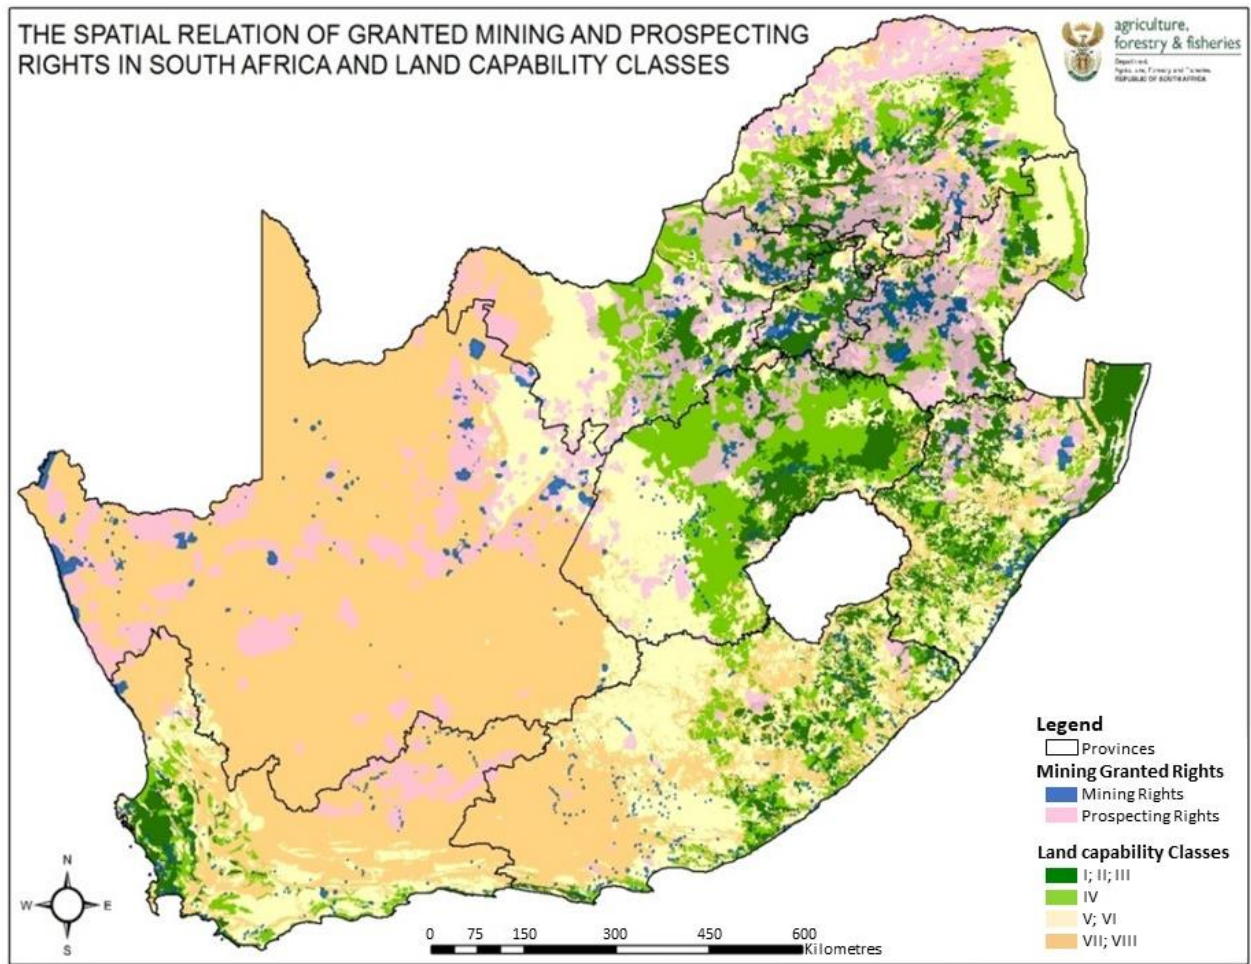 THE SPATIAL RELATION OF GRANTED MINING AND PROSPECTING
RIGHTS IN SOUTH AFRICA AND LAND CAPABILITY CLASSES
agriculture,
forestry & fisheries
Department:
Agriculture, Forestry and Fisheries
REPUBLIC OF SOUTH AFRICA
Legend
Provinces
Mining Granted Rights
Mining Rights
Prospecting Rights
Land capability Classes
I; II; III
IV
V; VI
VII; VIII
N
W E
S
0 75 150 300 450 600
Kilometres